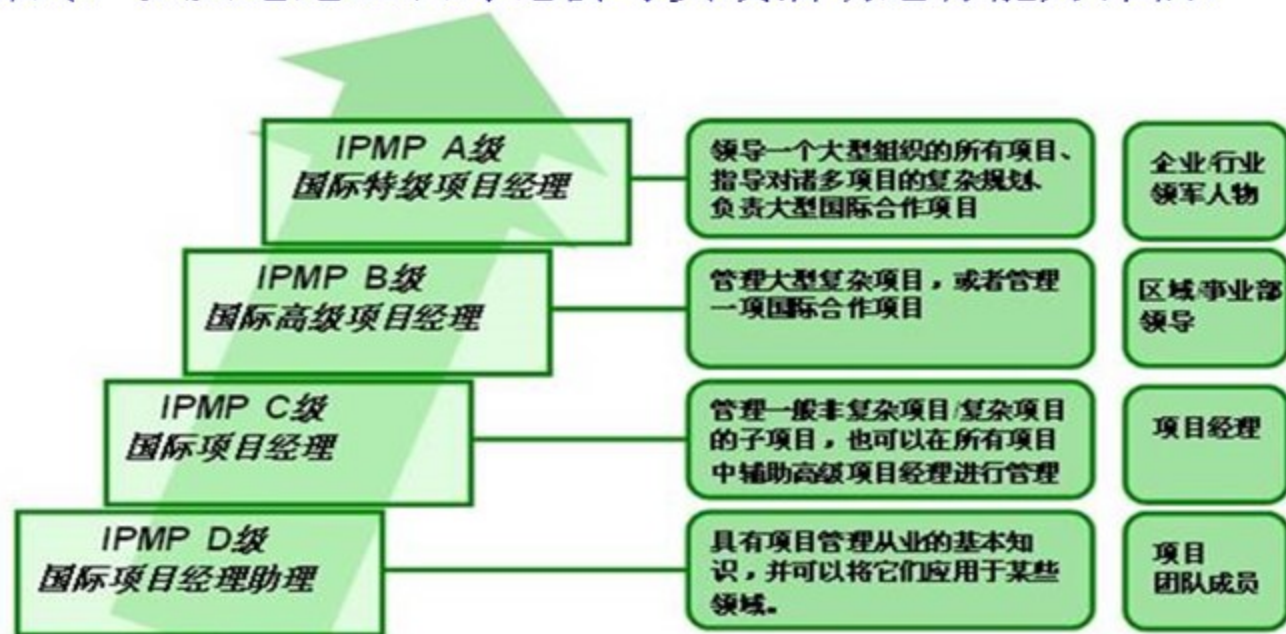 IPMP A级
国际特级项目经理
领导一个大型组织的所有项目、
指导对诸多项目的复杂规划、
负责大型国际合作项目
企业/行业
领军人物
IPMP B级
国际高级项目经理
管理大型复杂项目，或者管理
一项国际合作项目
区域/事业部
领导
IPMP C级
国际项目经理
管理一般非复杂项目/复杂项目
的子项目，也可以在所有项目
中辅助高级项目经理进行管理
项目经理
IPMP D级
国际项目经理助理
具有项目管理从业的基本知
识，并可以将它们应用于某些
领域。
项目
团队成员